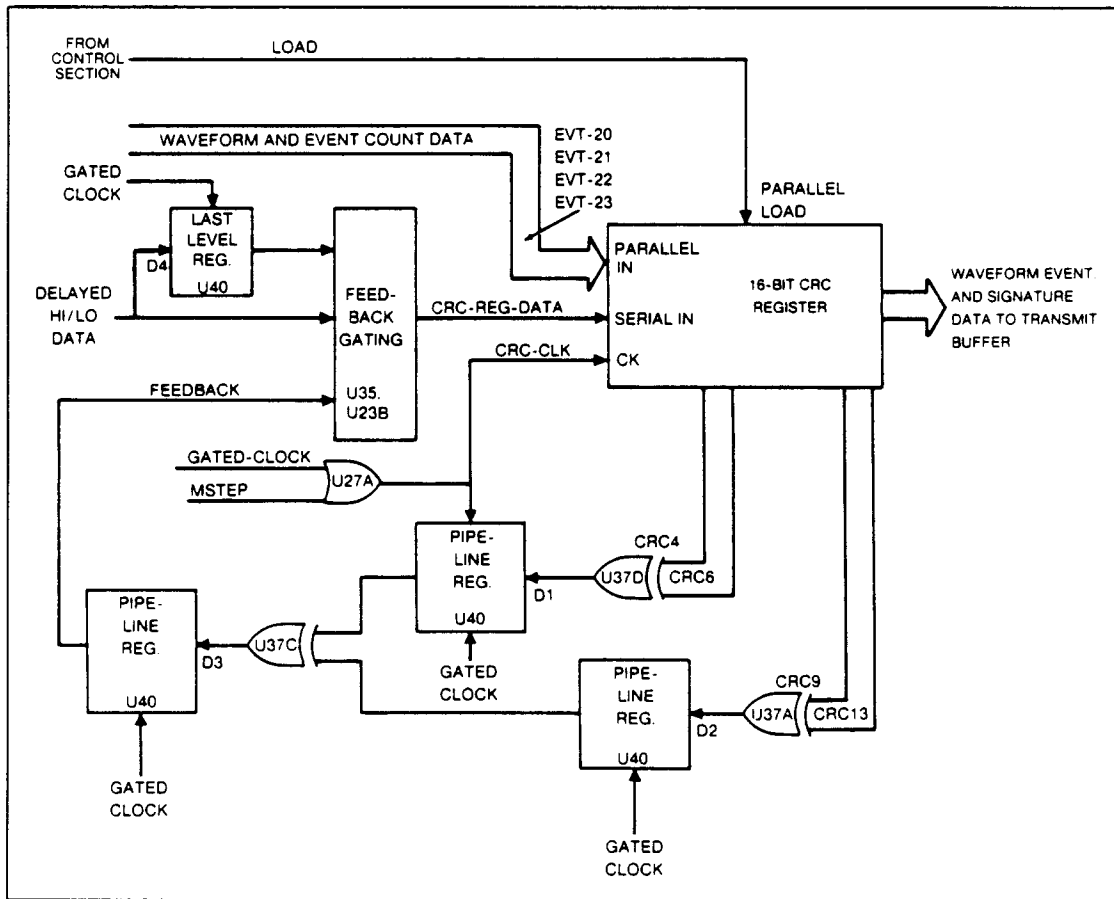 FROM
CONTROL
SECTION
LOAD
WAVEFORM AND EVENT COUNT DATA
EVT-20
EVT-21
EVT-22
EVT-23
GATED
CLOCK
PARALLEL
LOAD
LAST
LEVEL
REG.
U40
D4
DELAYED
HI/LO
DATA
FEED-
BACK
GATING
U35,
U23B
CRC-REG-DATA
CRC-CLK
PARALLEL
IN
SERIAL IN
CK
16-BIT CRC
REGISTER
WAVEFORM EVENT.
AND SIGNATURE
DATA TO TRANSMIT
BUFFER
FEEDBACK
GATED-CLOCK
MSTEP
U27A
PIPE-
LINE
REG.
U40
D1
U37D
CRC4
CRC6
GATED
CLOCK
PIPE-
LINE
REG.
U40
D3
U37C
GATED
CLOCK
PIPE-
LINE
REG.
U40
D2
U37A
CRC9
CRC13
GATED
CLOCK